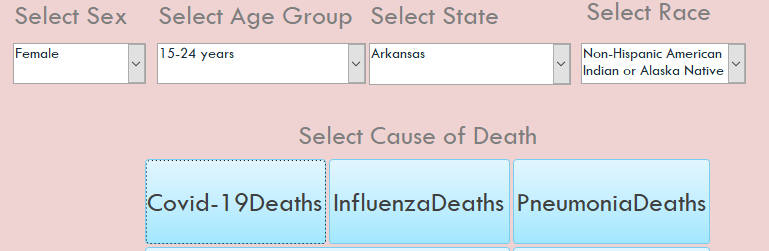 Select Sex
Select Age Group
Select State
Select Race
Female
15-24 years
Arkansas
Non-Hispanic American
Indian or Alaska Native
Select Cause of Death
Covid-19Deaths
InfluenzaDeaths
PneumoniaDeaths